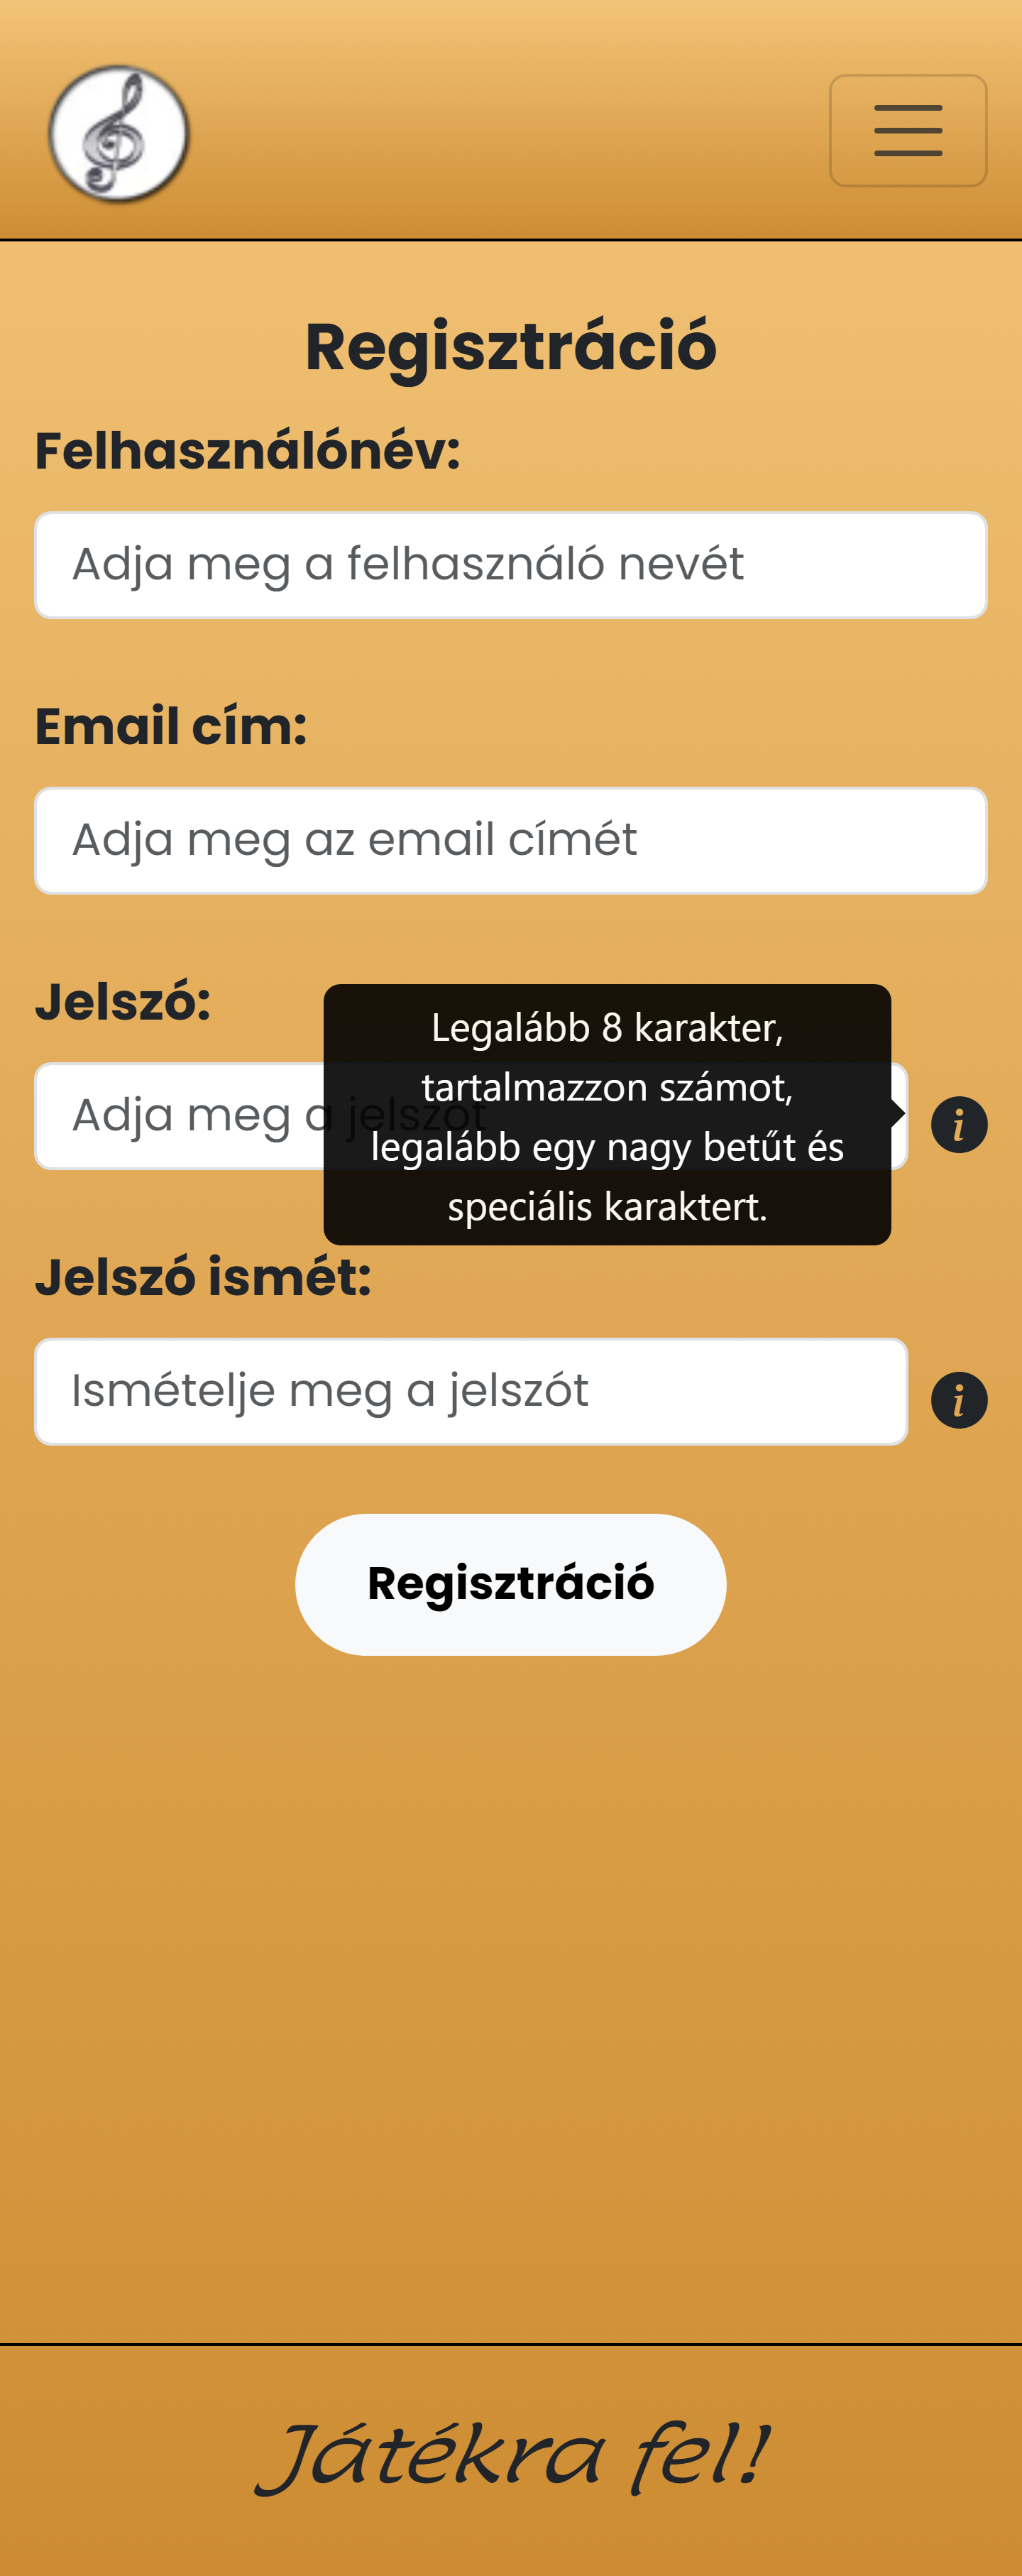 Regisztráció
Felhasználónév:
Adja meg a felhasználó nevét
Email cím:
Adja meg az email címét
Jelszó:
Adja meg a jelszót
Legalább 8 karakter,
tartalmazzon számot,
legalább egy nagy betűt és
speciális karaktert.
i
Jelszó ismét:
Ismételje meg a jelszót
i
Regisztráció
Játékra fel!